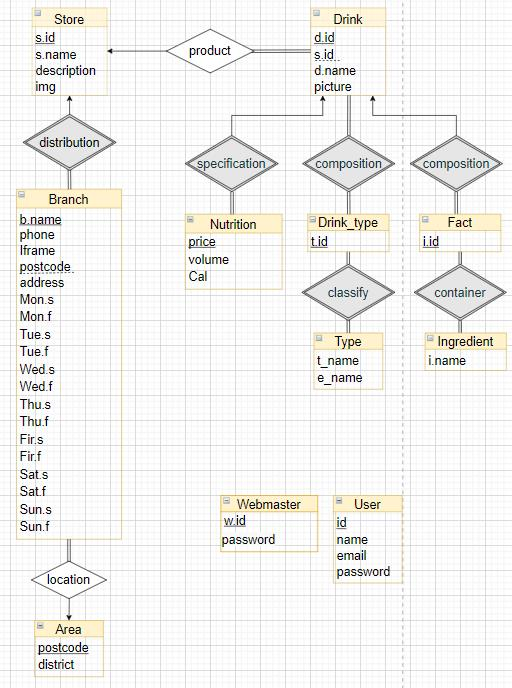 Store
s.id
s.name
description
img
product
Drink
d.id
s.id
d.name
picture
distribution
specification
composition
composition
Branch
b.name
phone
Iframe
postcode
address
Mon.s
Mon.f
Tue.s
Tue.f
Wed.s
Wed.f
Thu.s
Thu.f
Fir.s
Fir.f
Sat.s
Sat.f
Sun.s
Sun.f
Nutrition
price
volume
Cal
Drink_type
t.id
Fact
i.id
classify
container
Type
t_name
e_name
Ingredient
i.name
Webmaster
w.id
password
User
id
name
email
password
location
Area
postcode
district